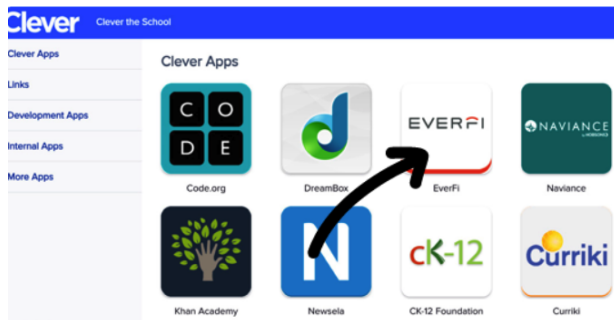 Clever Clever the School
Clever Apps
Links
Development Apps
Internal Apps
More Apps
Clever Apps
C O
D E
Code.org
d
DreamBox
EVERFI
EverFi
NAVIANCE
Naviance
Khan Academy
N
Newsela
cK-12
CK-12 Foundation
Curriki
Curriki